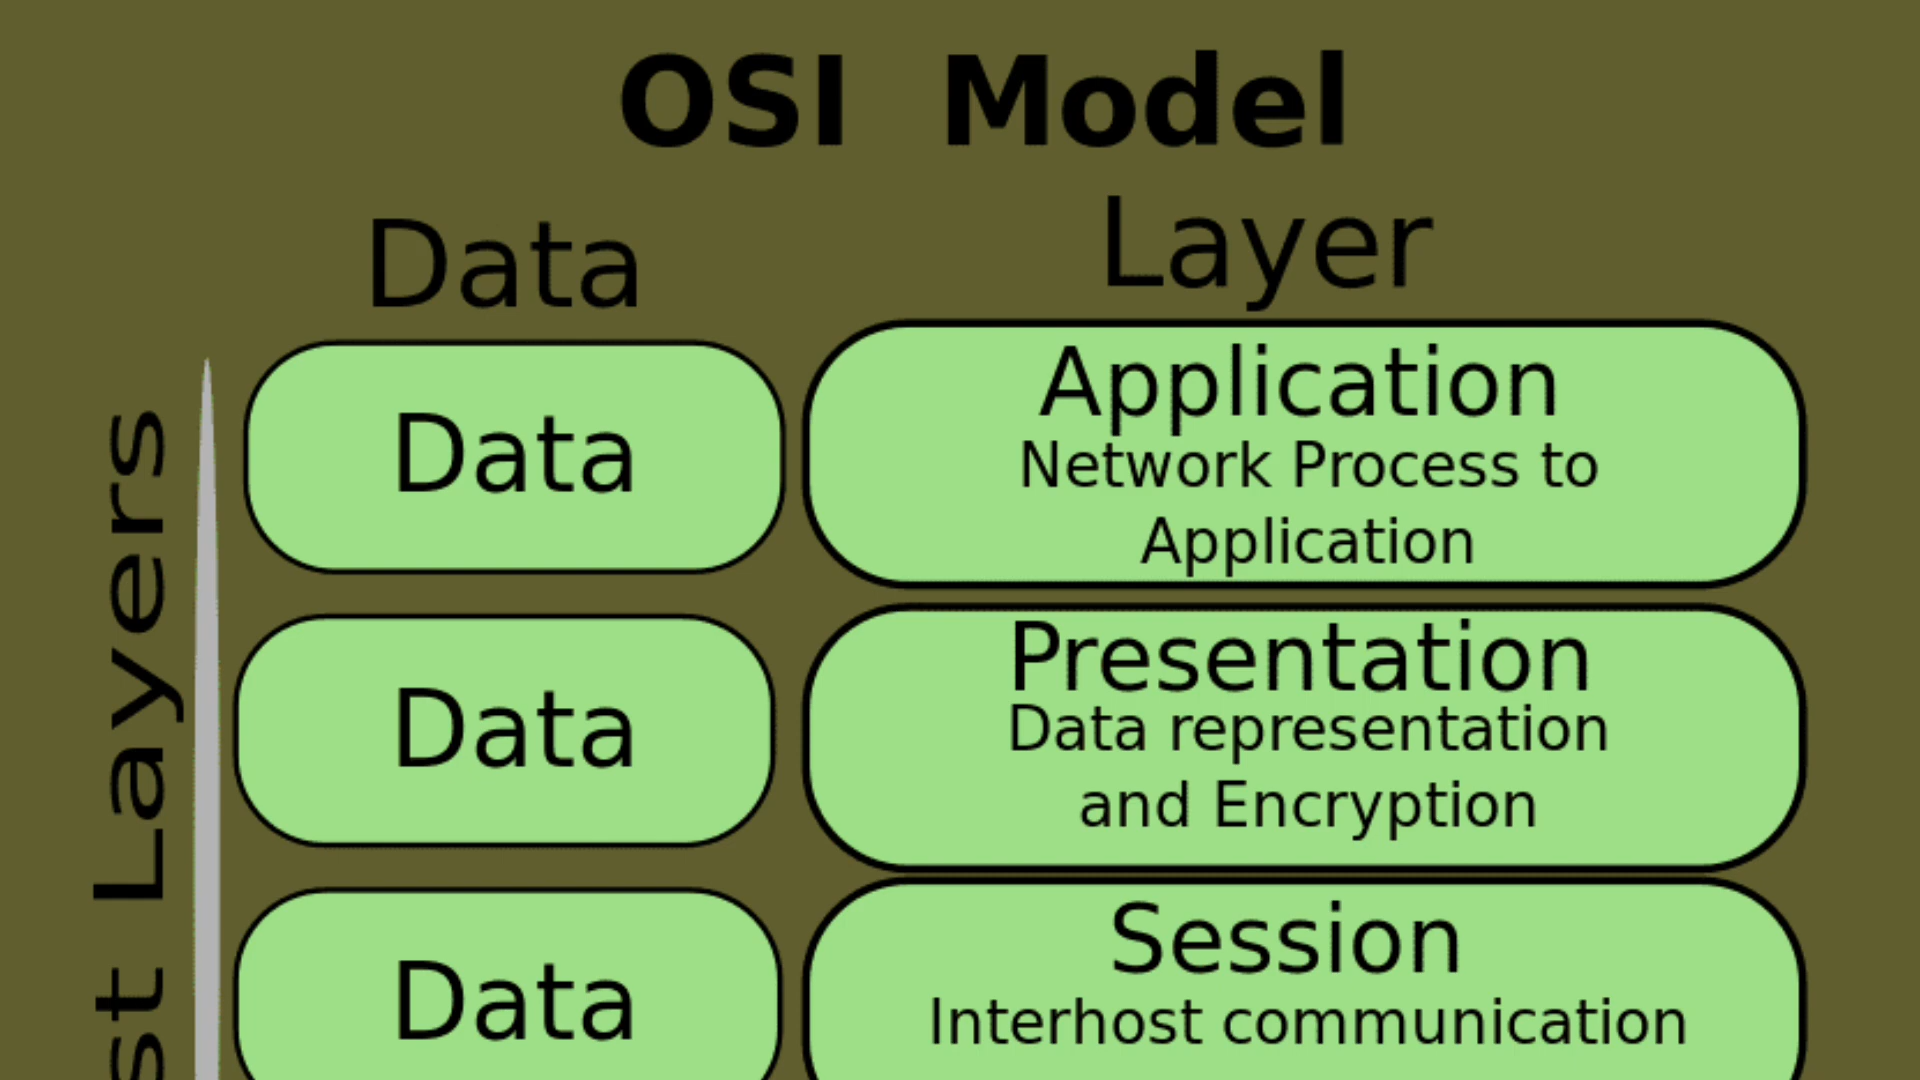 OSI Model
Data
Layer
Data
Application
Network Process to
Application
Data
Presentation
Data representation
and Encryption
Data
Session
Interhost communication
Layers